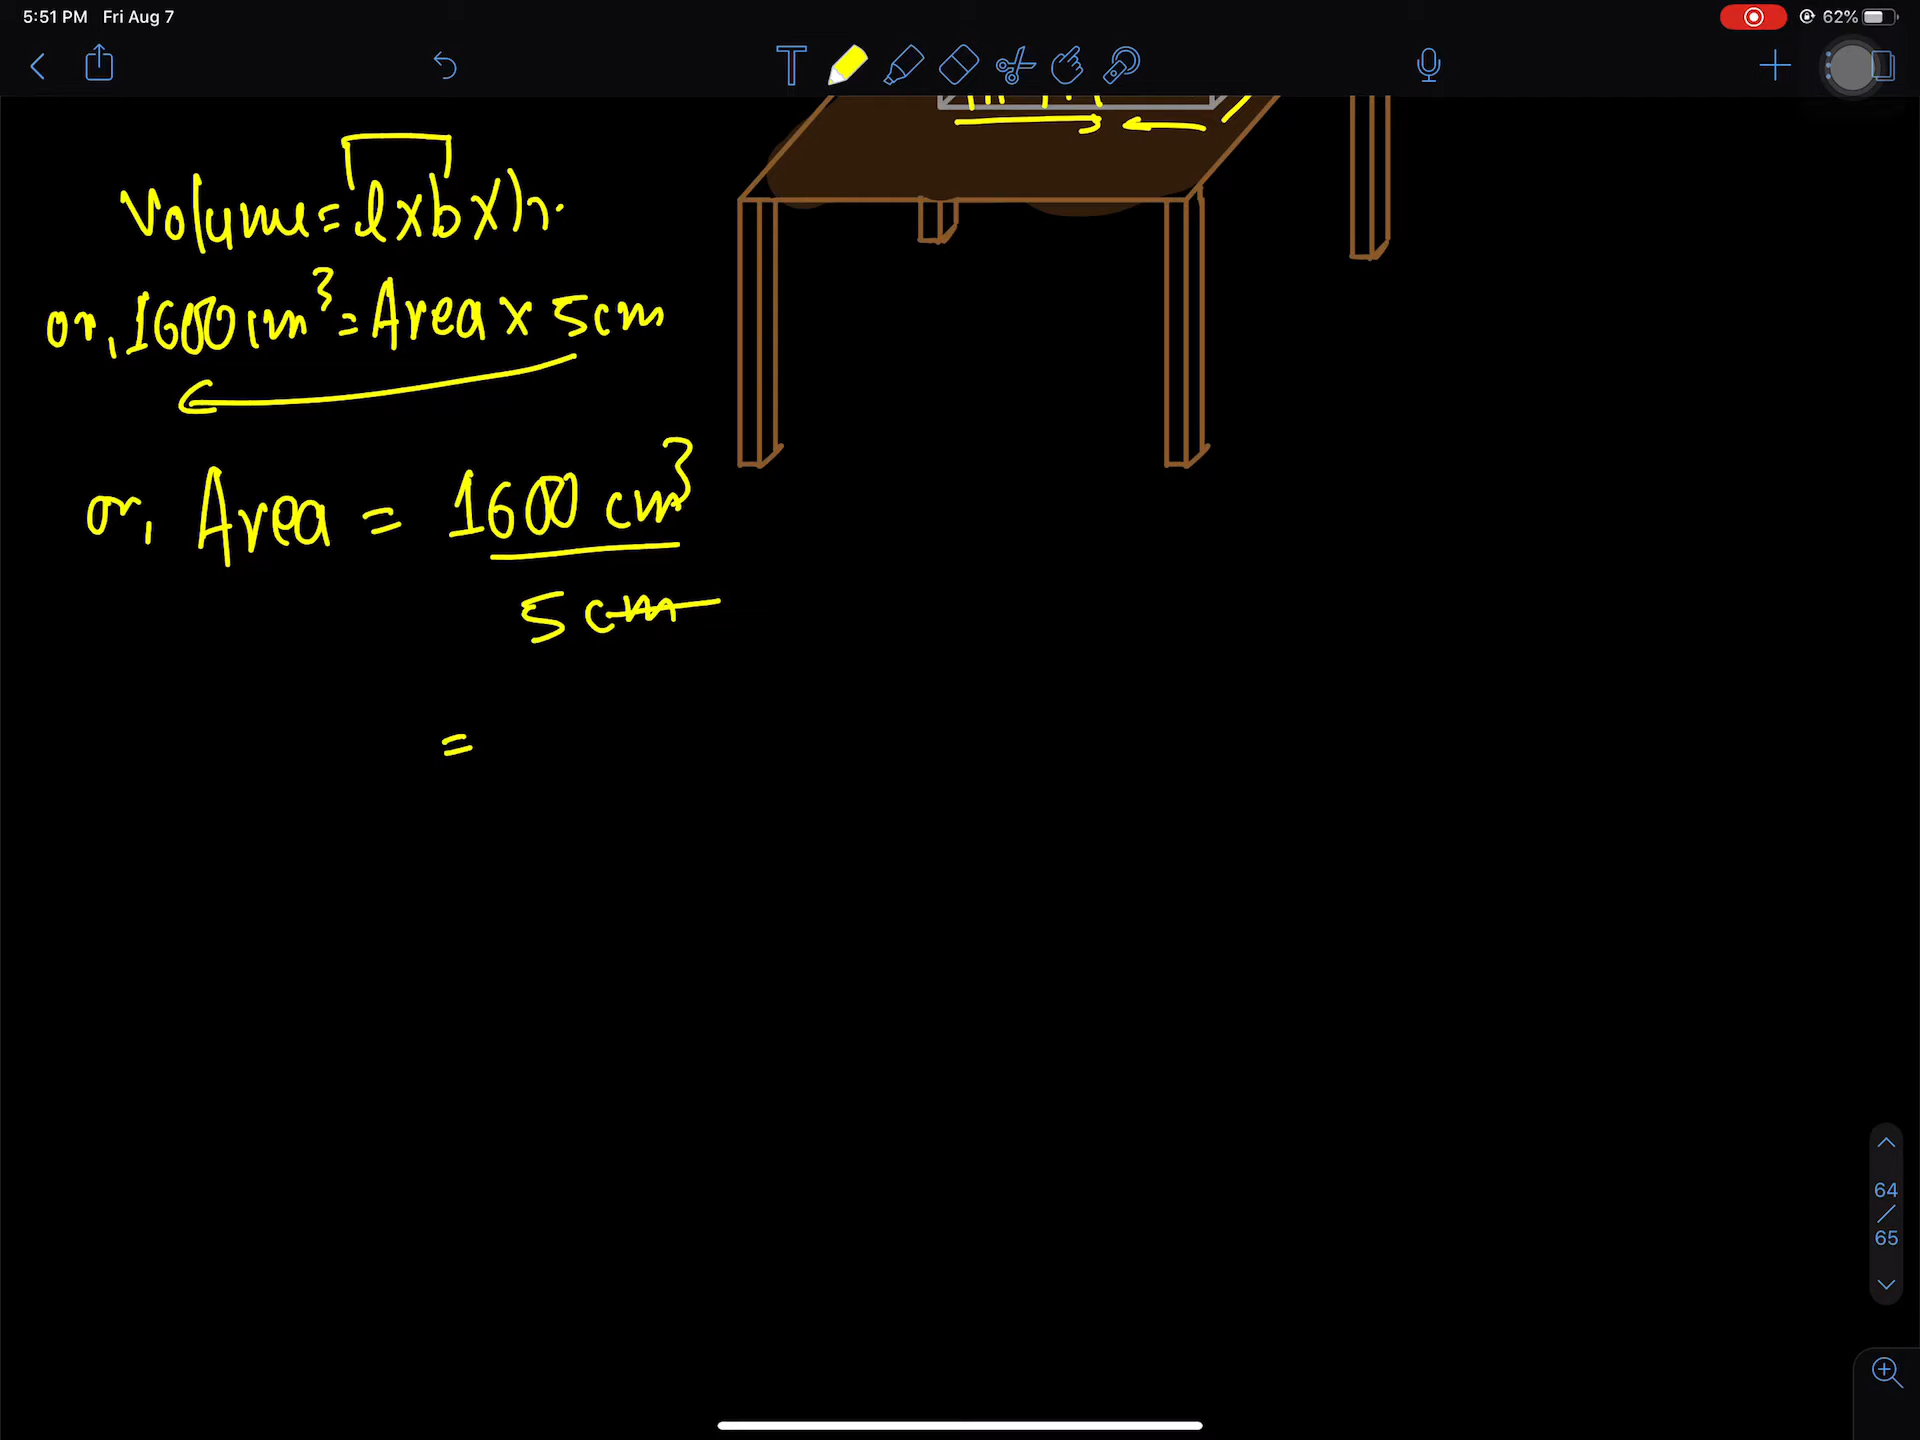 5:51 PM Fri Aug 7
62%
T
Volume = l x b x h.
or, 1600 cm³ = Area x 5cm
or, Area = 1600 cm³
5 cm
=
64
/
65